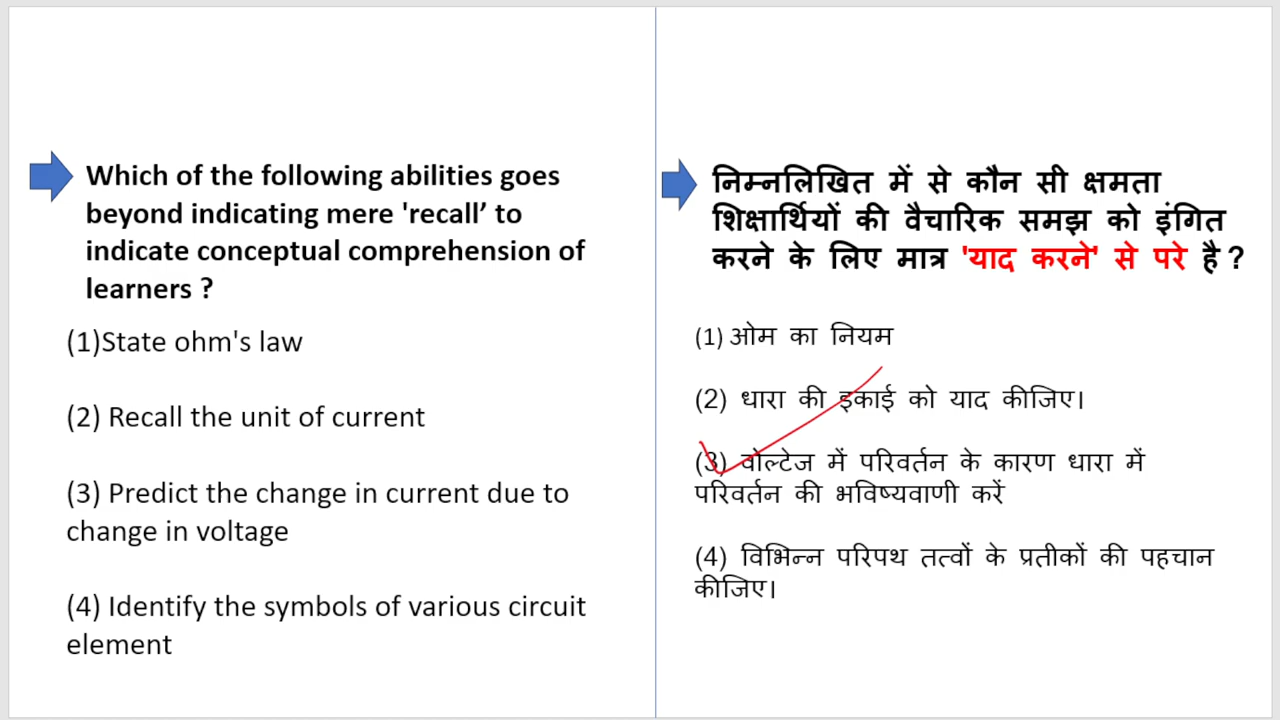 Which of the following abilities goes
beyond indicating mere 'recall’ to
indicate conceptual comprehension of
learners ?
(1)State ohm's law
(2) Recall the unit of current
(3) Predict the change in current due to
change in voltage
(4) Identify the symbols of various circuit
element
निम्नलिखित में से कौन सी क्षमता
शिक्षार्थियों की वैचारिक समझ को इंगित
करने के लिए मात्र 'याद करने' से परे है ?
(1) ओम का नियम
(2) धारा की इकाई को याद कीजिए।
(3) वोल्टेज में परिवर्तन के कारण धारा में
परिवर्तन की भविष्यवाणी करें
(4) विभिन्न परिपथ तत्वों के प्रतीकों की पहचान
कीजिए।